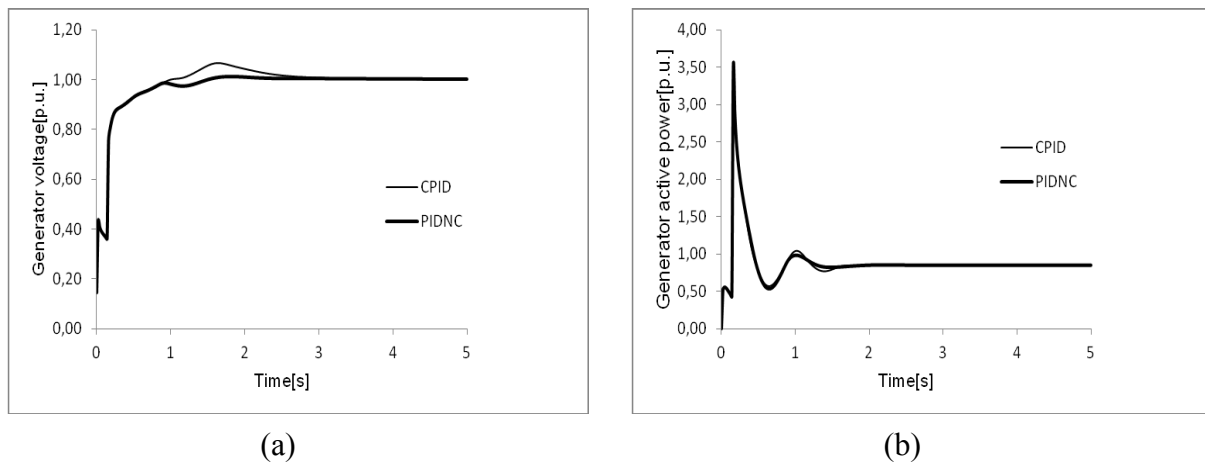 Generator voltage[p.u.]
1,20
1,00
0,80
0,60
0,40
0,20
0,00
0 1 2 3 4 5
Time[s]
CPID
PIDNC
(a)
Generator active power[p.u.]
4,00
3,50
3,00
2,50
2,00
1,50
1,00
0,50
0,00
0 1 2 3 4 5
Time[s]
CPID
PIDNC
(b)